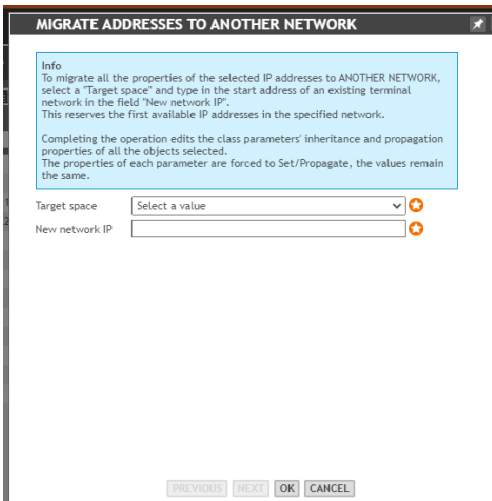 MIGRATE ADDRESSES TO ANOTHER NETWORK
Info
To migrate all the properties of the selected IP addresses to ANOTHER NETWORK,
select a "Target space" and type in the start address of an existing terminal
network in the field "New network IP".
This reserves the first available IP addresses in the specified network.
Completing the operation edits the class parameters' inheritance and propagation
properties of all the objects selected.
The properties of each parameter are forced to Set/Propagate, the values remain
the same.
Target space Select a value
New network IP
PREVIOUS NEXT OK CANCEL